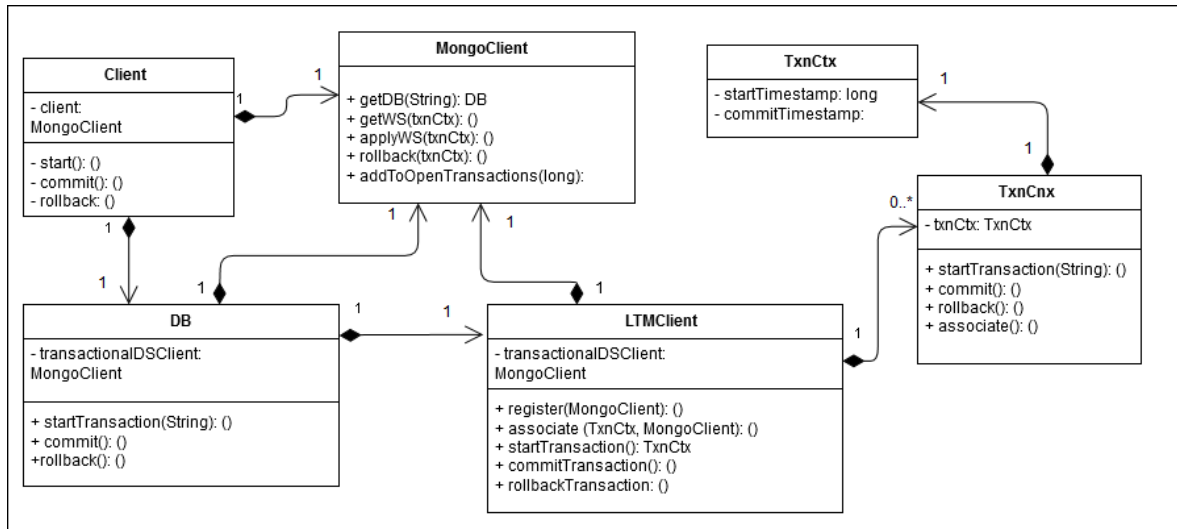 Client
- client:
MongoClient
- start(): ()
- commit(): ()
- rollback: ()
1
1
MongoClient
+ getDB(String): DB
+ getWS(txnCtx): ()
+ applyWS(txnCtx): ()
+ rollback(txnCtx): ()
+ addToOpenTransactions(long):
TxnCtx
- startTimestamp: long
- commitTimestamp:
1
1
TxnCnx
- txnCtx: TxnCtx
+ startTransaction(String): ()
+ commit(): ()
+ rollback(): ()
+ associate(): ()
0..*
1
1
1
1
1
1
1
DB
- transactionalDSClient:
MongoClient
+ startTransaction(String): ()
+ commit(): ()
+rollback(): ()
1
1
LTMClient
- transactionalDSClient:
MongoClient
+ register(MongoClient): ()
+ associate (TxnCtx, MongoClient): ()
+ startTransaction(): TxnCtx
+ commitTransaction(): ()
+ rollbackTransaction: ()